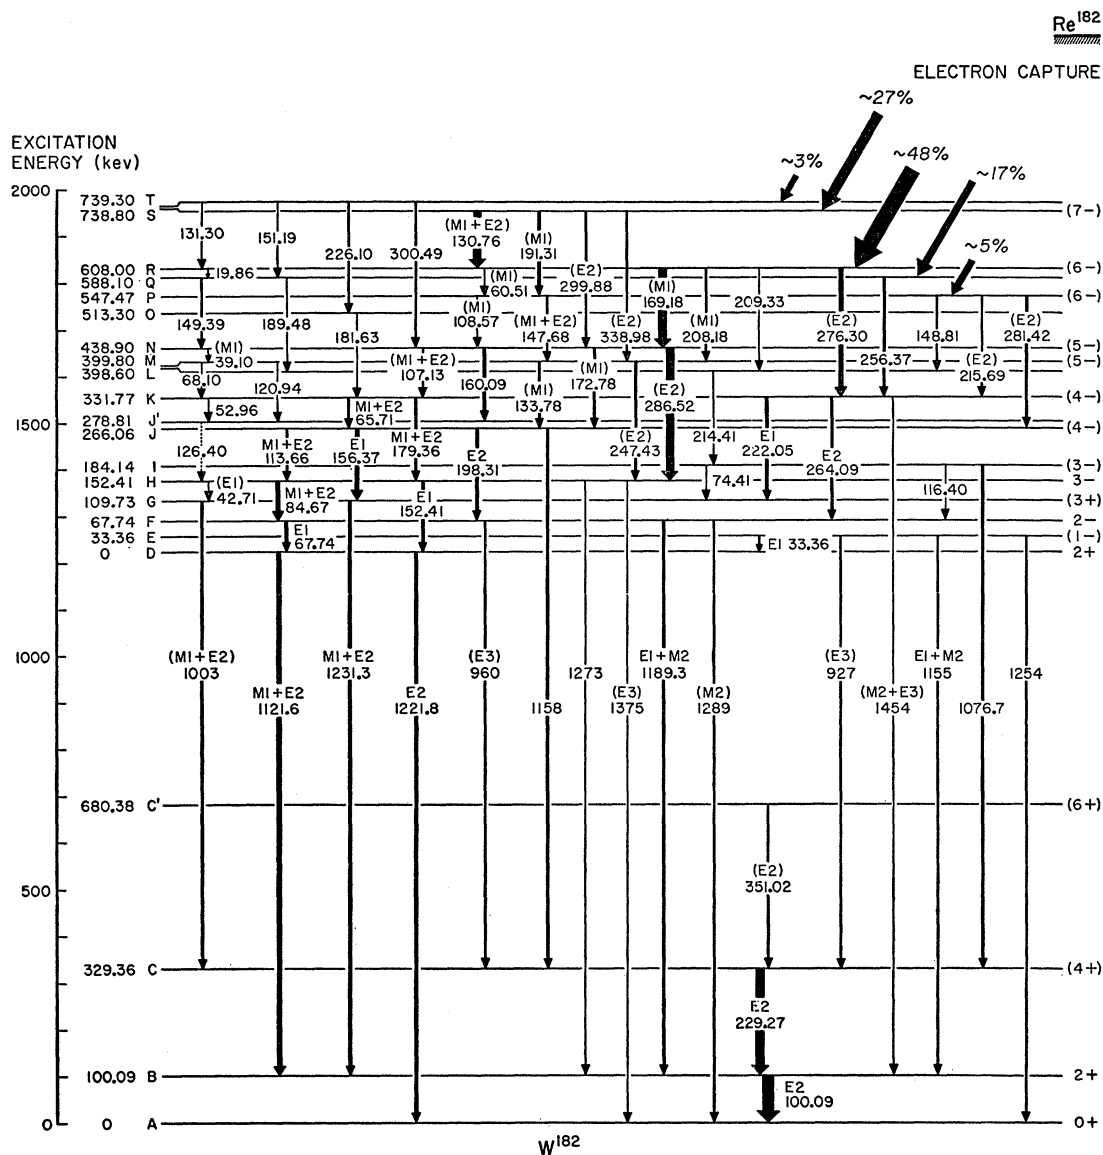 Re182
ELECTRON CAPTURE
~27%
~48%
~3%
~17%
~5%
EXCITATION
ENERGY (kev)
2000
1500
1000
500
0
739.30 T
738.80 S (7-)
608.00 R (6-)
588.10 Q
547.47 P (6-)
513.30 O
438.90 N (5-)
399.80 M (5-)
398.60 L
331.77 K (4-)
278.81 J'
266.06 J (4-)
184.14 I (3-)
152.41 H 3-
109.73 G (3+)
67.74 F 2-
33.36 E (1-)
0 D 2+
680.38 C' (6+)
329.36 C (4+)
100.09 B 2+
0 A 0+
131.30
151.19
226.10
300.49
(M1+E2)
130.76
(M1)
191.31
(E2)
299.88
19.86
(M1)
60.51
(M1)
169.18
209.33
149.39
189.48
181.63
(M1)
108.57
(M1+E2)
147.68
(E2)
338.98
(M1)
208.18
(E2)
276.30
256.37
148.81
(E2)
281.42
(M1)
39.10
68.10
120.94
(M1+E2)
107.13
160.09
(M1)
133.78
(M1)
172.78
(E2)
286.52
(E2)
215.69
52.96
M1+E2
65.71
126.40
M1+E2
113.66
E1
156.37
M1+E2
179.36
E2
198.31
(E2)
247.43
214.41
E1
222.05
E2
264.09
(E1)
42.71
M1+E2
84.67
E1
152.41
74.41
116.40
E1
67.74
E1 33.36
(M1+E2)
1003
M1+E2
1121.6
M1+E2
1231.3
E2
1221.8
(E3)
960
1158
1273
(E3)
1375
E1+M2
1189.3
(M2)
1289
(E3)
927
(M2+E3)
1454
E1+M2
1155
1076.7
1254
(E2)
351.02
E2
229.27
E2
100.09
W182